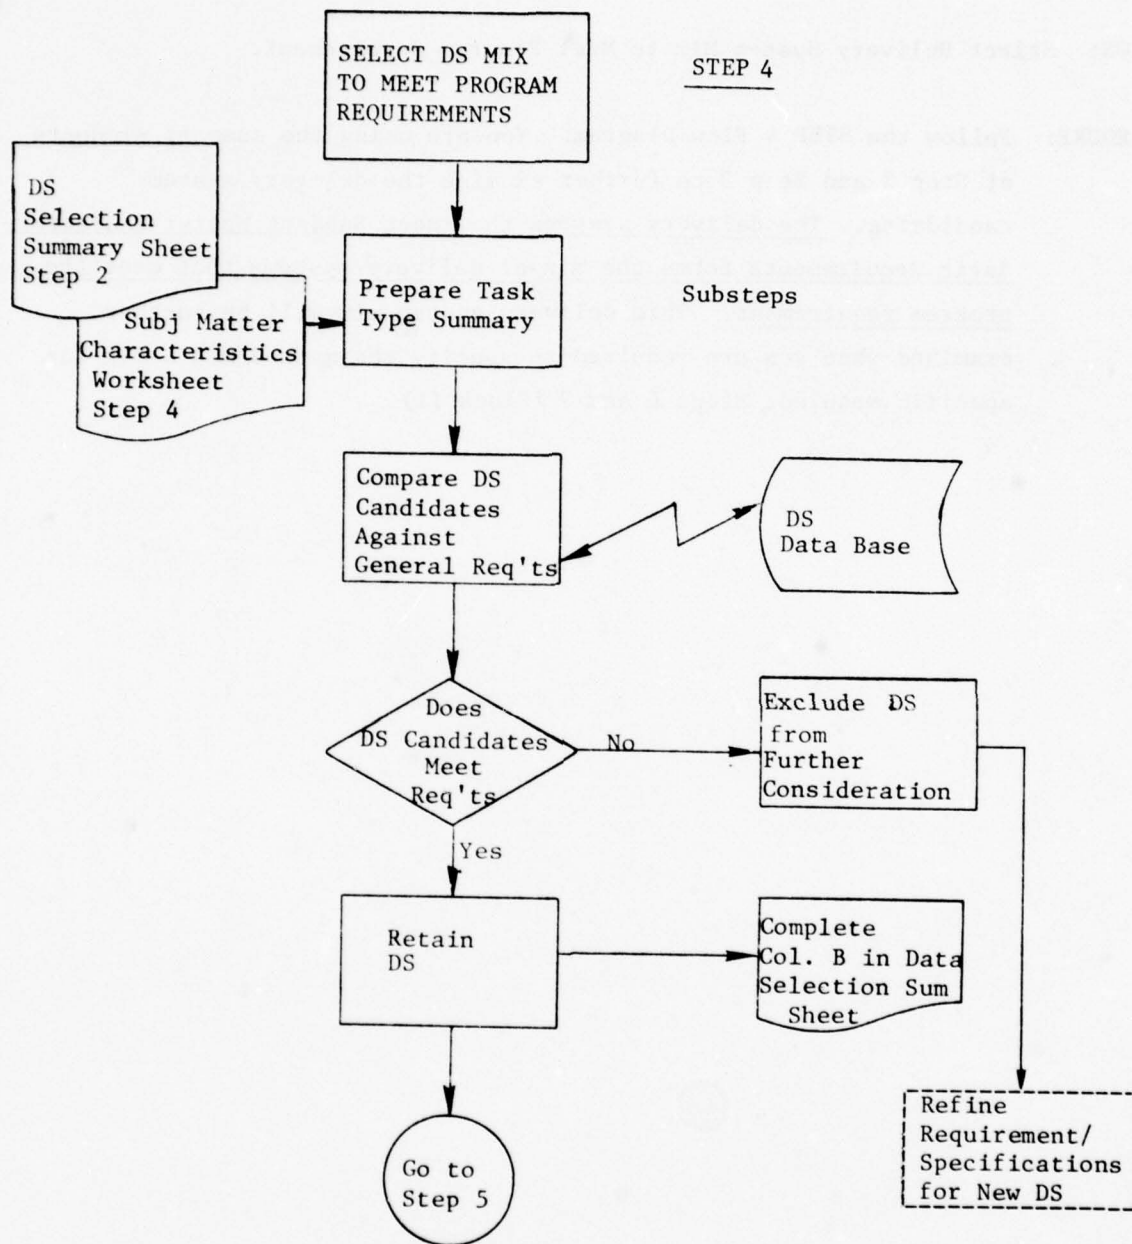 SELECT DS MIX
TO MEET PROGRAM
REQUIREMENTS
STEP 4
DS
Selection
Summary Sheet
Step 2
Subj Matter
Characteristics
Worksheet
Step 4
Prepare Task
Type Summary
Substeps
Compare DS
Candidates
Against
General Req'ts
DS
Data Base
Does
DS Candidates
Meet
Req'ts
No
Exclude DS
from
Further
Consideration
Yes
Retain
DS
Complete
Col. B in Data
Selection Sum
Sheet
Go to
Step 5
Refine
Requirement/
Specifications
for New DS